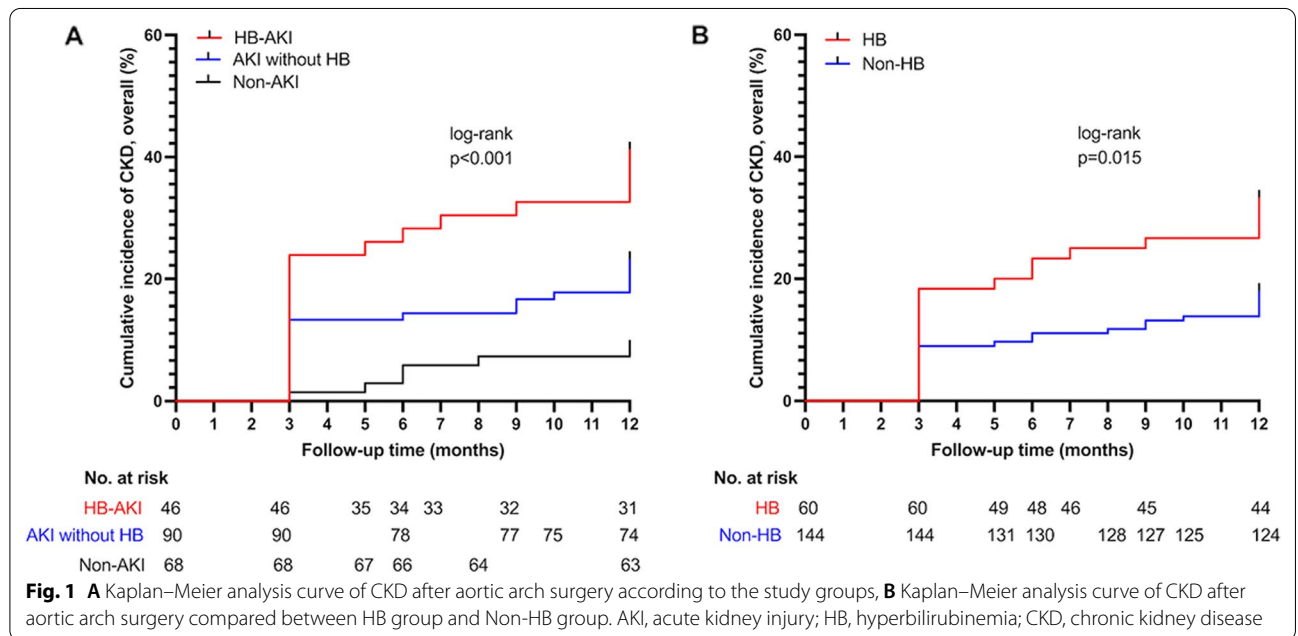 A
HB-AKI
AKI without HB
Non-AKI
log-rank
p<0.001
Cumulative incidence of CKD, overall (%)
60
40
20
0
0 1 2 3 4 5 6 7 8 9 10 11 12
Follow-up time (months)
No. at risk
HB-AKI 46 46 35 34 33 32 31
AKI without HB 90 90 78 77 75 74
Non-AKI 68 68 67 66 64 63
B
HB
Non-HB
log-rank
p=0.015
Cumulative incidence of CKD, overall (%)
60
40
20
0
0 1 2 3 4 5 6 7 8 9 10 11 12
Follow-up time (months)
No. at risk
HB 60 60 49 48 46 45 44
Non-HB 144 144 131 130 128 127 125 124
Fig. 1 A Kaplan–Meier analysis curve of CKD after aortic arch surgery according to the study groups, B Kaplan–Meier analysis curve of CKD after
aortic arch surgery compared between HB group and Non-HB group. AKI, acute kidney injury; HB, hyperbilirubinemia; CKD, chronic kidney disease